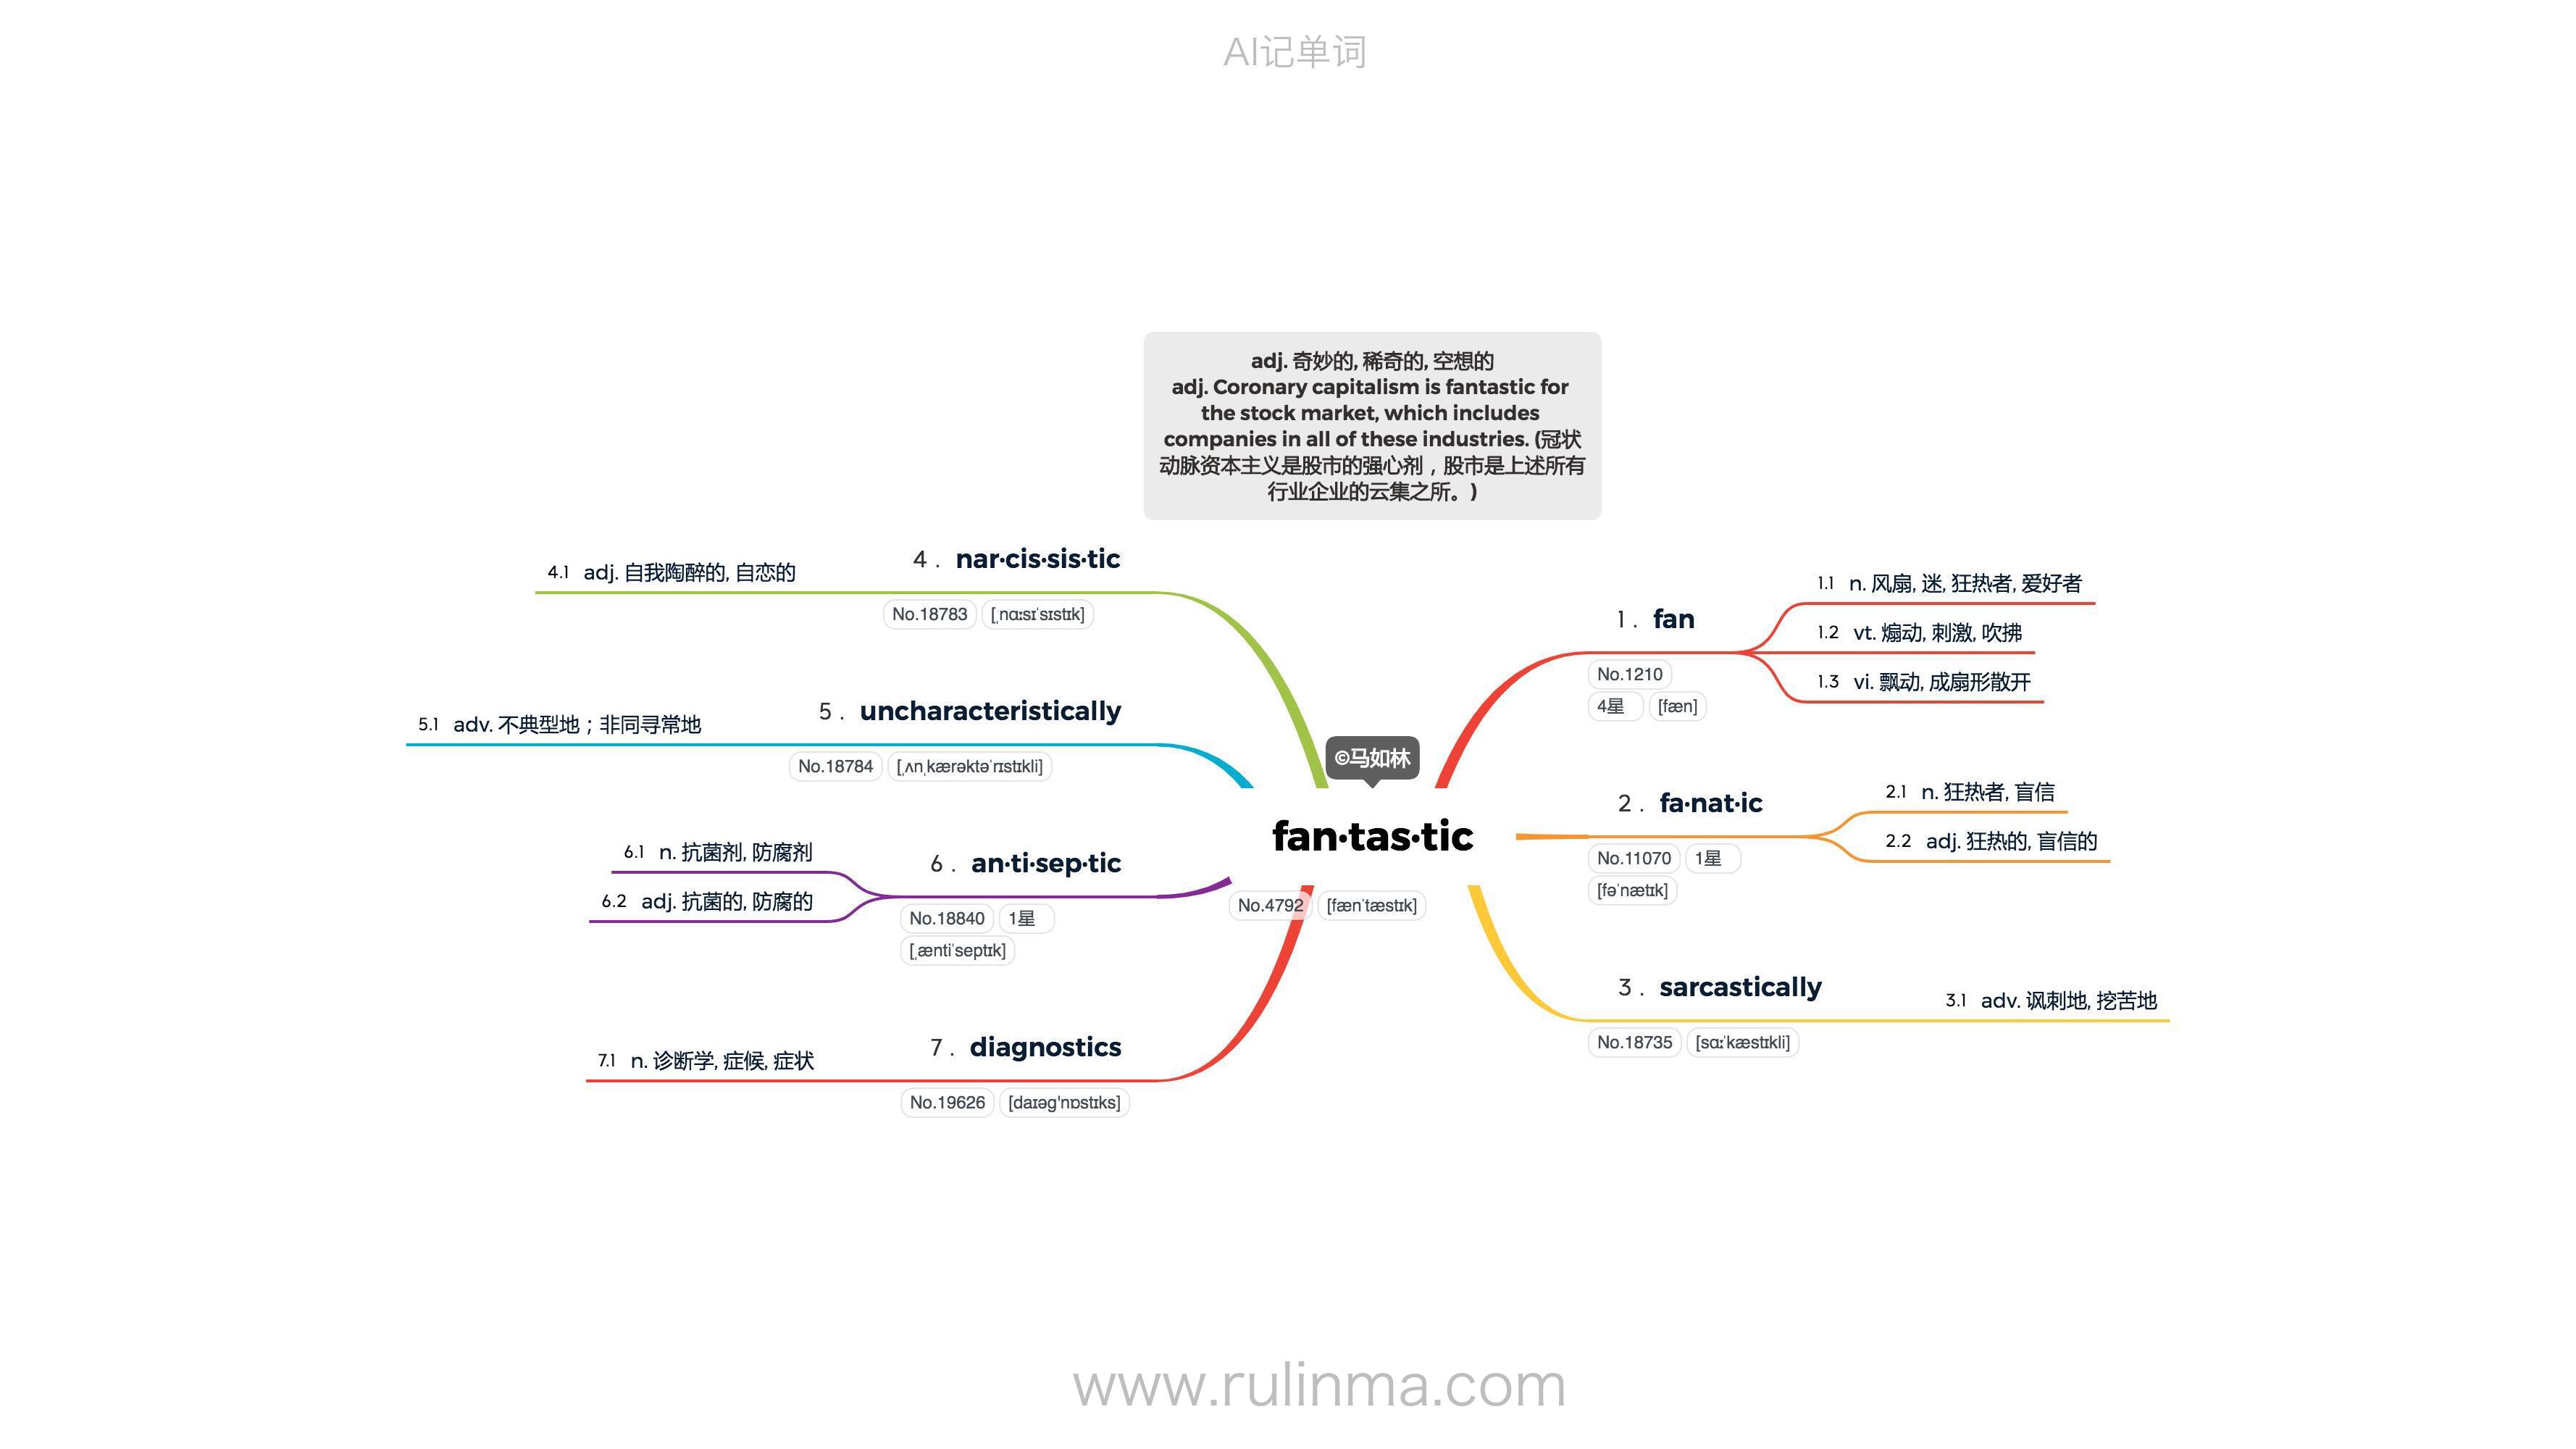 AI记单词
adj. 奇妙的, 稀奇的, 空想的
adj. Coronary capitalism is fantastic for
the stock market, which includes
companies in all of these industries. (冠状
动脉资本主义是股市的强心剂，股市是上述所有
行业企业的云集之所。)
©马如林
fan·tas·tic
No.4792 [fænˈtæstɪk]
1 . fan
No.1210
4星 [fæn]
1.1 n. 风扇, 迷, 狂热者, 爱好者
1.2 vt. 煽动, 刺激, 吹拂
1.3 vi. 飘动, 成扇形散开
2 . fa·nat·ic
No.11070 1星
[fəˈnætɪk]
2.1 n. 狂热者, 盲信
2.2 adj. 狂热的, 盲信的
3 . sarcastically
No.18735 [sɑːˈkæstɪkli]
3.1 adv. 讽刺地, 挖苦地
4 . nar·cis·sis·tic
No.18783 [ˌnɑːsɪˈsɪstɪk]
4.1 adj. 自我陶醉的, 自恋的
5 . uncharacteristically
No.18784 [ˌʌnˌkærəktəˈrɪstɪkli]
5.1 adv. 不典型地；非同寻常地
6 . an·ti·sep·tic
No.18840 1星
[ˌæntiˈseptɪk]
6.1 n. 抗菌剂, 防腐剂
6.2 adj. 抗菌的, 防腐的
7 . diagnostics
No.19626 [daɪəg'nɒstɪks]
7.1 n. 诊断学, 症候, 症状
www.rulinma.com